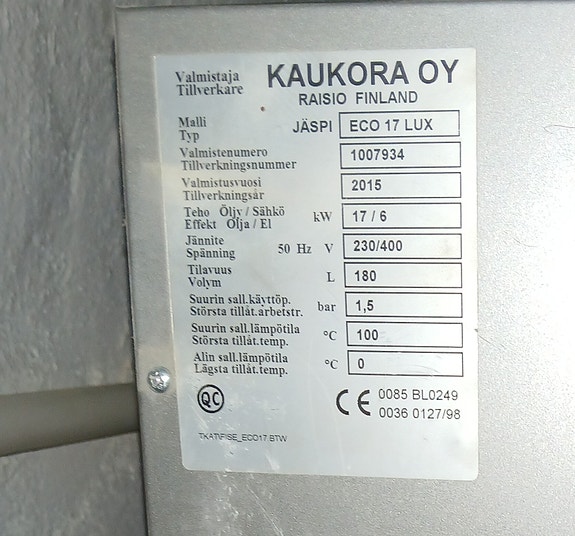 Valmistaja KAUKORA OY
Tillverkare RAISIO FINLAND
Malli JÄSPI ECO 17 LUX
Typ
Valmistenumero 1007934
Tillverkningsnummer
Valmistusvuosi 2015
Tillverkningsår
Teho Öljy / Sähkö kW 17 / 6
Effekt Olja / El
Jännite 50 Hz V 230/400
Spänning
Tilavuus L 180
Volym
Suurin sall.käyttöp. bar 1,5
Största tillåt.arbetstr.
Suurin sall.lämpötila °C 100
Största tillåt.temp.
Alin sall.lämpötila °C 0
Lägsta tillåt.temp.
QC CE 0085 BL0249
0036 0127/98
TKAT\FISE_ECO17.BTW